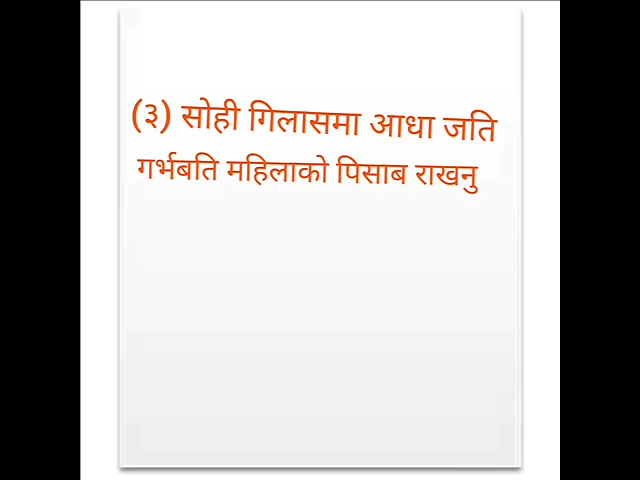 (३) सोही गिलासमा आधा जति
गर्भबति महिलाको पिसाब राखनु